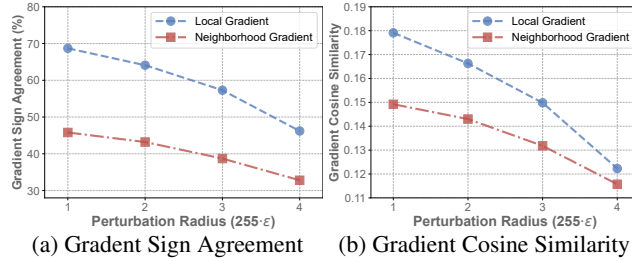 80
70
60
50
40
30
Gradient Sign Agreement (%)
Local Gradient
Neighborhood Gradient
1 2 3 4
Perturbation Radius (255·ε)
(a) Gradent Sign Agreement
0.19
0.18
0.17
0.16
0.15
0.14
0.13
0.12
0.11
Gradient Cosine Similarity
Local Gradient
Neighborhood Gradient
1 2 3 4
Perturbation Radius (255·ε)
(b) Gradient Cosine Similarity